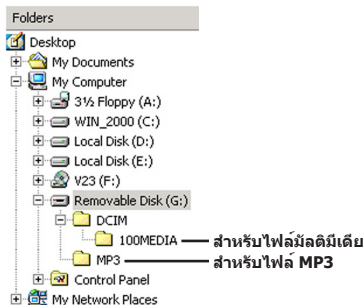 Folders
Desktop
My Documents
My Computer
3½ Floppy (A:)
WIN_2000 (C:)
Local Disk (D:)
Local Disk (E:)
V23 (F:)
Removable Disk (G:)
DCIM
100MEDIA สำหรับไฟล์มัลติมีเดีย
MP3 สำหรับไฟล์ MP3
Control Panel
My Network Places